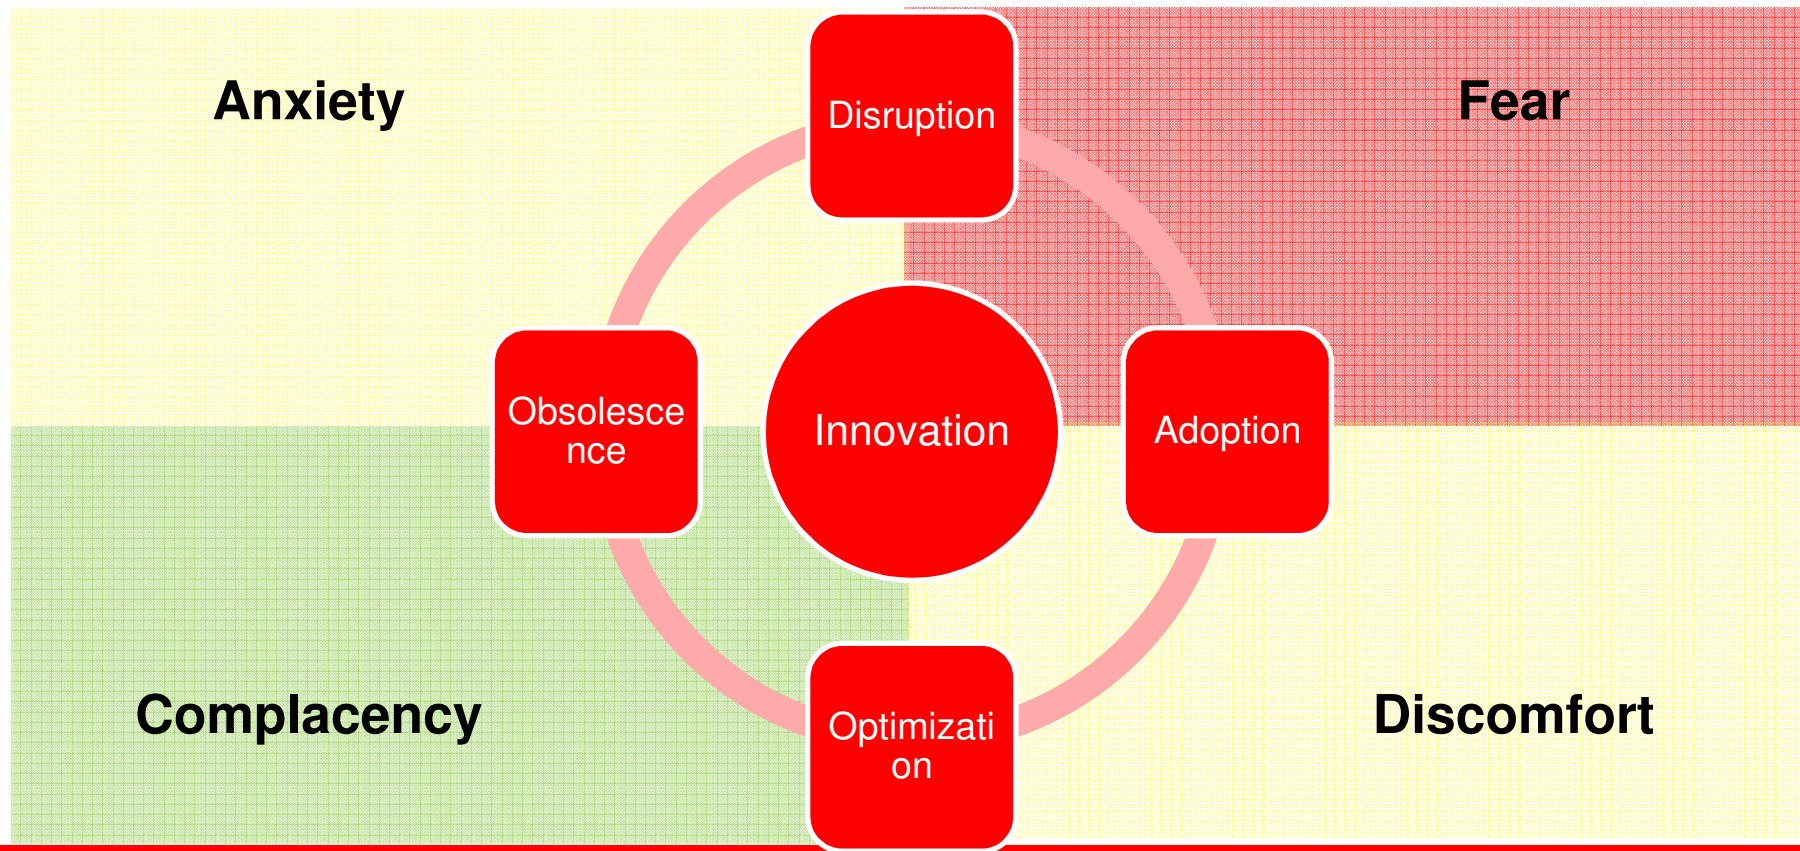 Anxiety
Disruption
Fear
Obsolesce
nce
Innovation
Adoption
Complacency
Optimizati
on
Discomfort